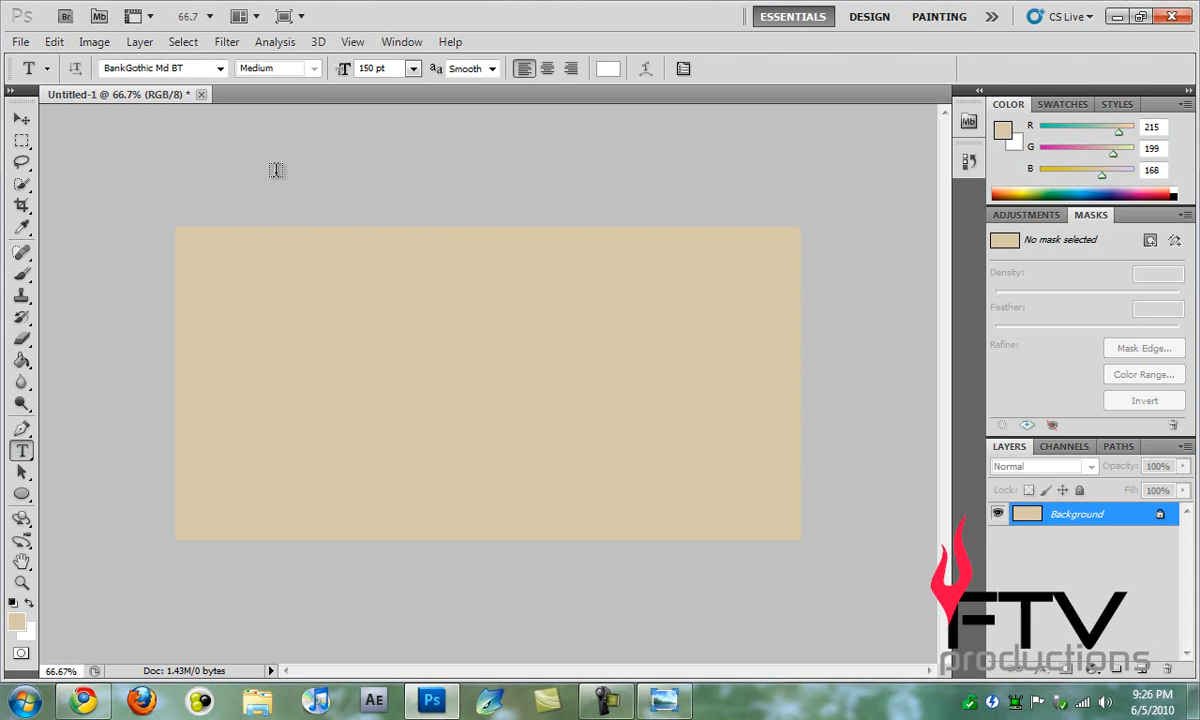 Ps Br Mb 66.7 ESSENTIALS DESIGN PAINTING CS Live
File Edit Image Layer Select Filter Analysis 3D View Window Help
T BankGothic Md BT Medium 150 pt aa Smooth
Untitled-1 @ 66.7% (RGB/8) *
COLOR SWATCHES STYLES
R 215
G 199
B 168
Mb
ADJUSTMENTS MASKS
No mask selected
Density:
Feather:
Refine: Mask Edge...
Color Range...
Invert
LAYERS CHANNELS PATHS
Normal Opacity: 100%
Lock: Fill: 100%
Background
T
FTV
productions
66.67% Doc: 1.43M/0 bytes
AE Ps
9:26 PM
6/5/2010